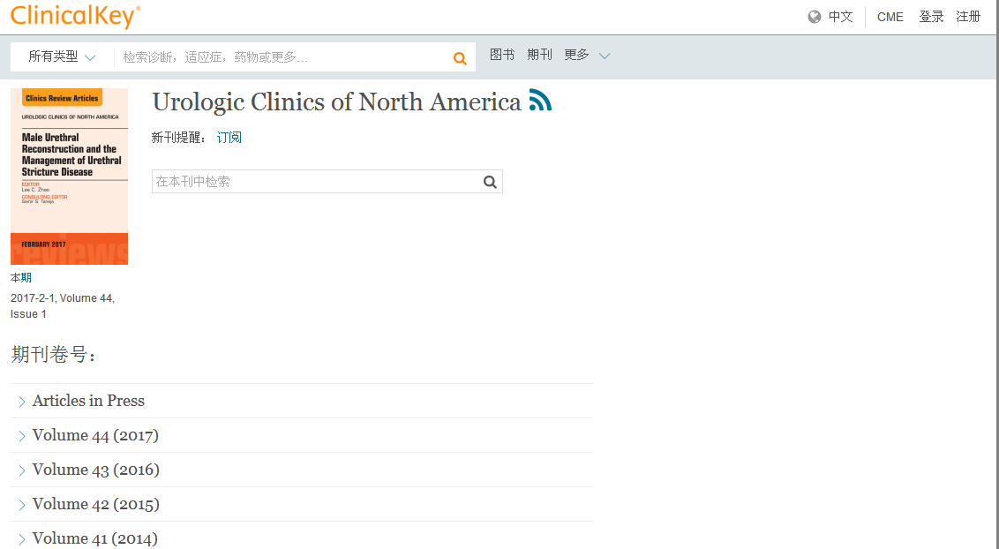 ClinicalKey®
中文 CME 登录 注册
所有类型 检索诊断，适应症，药物或更多... 图书 期刊 更多
Clinics Review Articles
UROLOGIC CLINICS OF NORTH AMERICA
Male Urethral
Reconstruction and the
Management of Urethral
Stricture Disease
EDITOR
Lee C. Zhao
CONSULTING EDITOR
Samir S. Taneja
FEBRUARY 2017
reviews
Urologic Clinics of North America
新刊提醒： 订阅
在本刊中检索
本期
2017-2-1, Volume 44,
Issue 1
期刊卷号：
Articles in Press
Volume 44 (2017)
Volume 43 (2016)
Volume 42 (2015)
Volume 41 (2014)